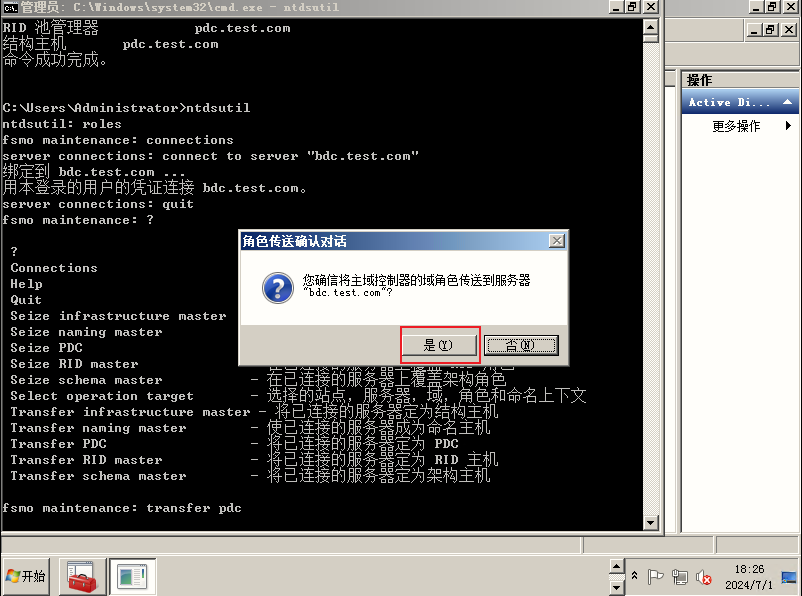 管理员: C:\Windows\system32\cmd.exe - ntdsutil
RID 池管理器 pdc.test.com
结构主机 pdc.test.com
命令成功完成。
C:\Users\Administrator>ntdsutil
ntdsutil: roles
fsmo maintenance: connections
server connections: connect to server "bdc.test.com"
绑定到 bdc.test.com ...
用本登录的用户的凭证连接 bdc.test.com。
server connections: quit
fsmo maintenance: ?
?
Connections
Help
Quit
Seize infrastructure master
Seize naming master
Seize PDC
Seize RID master
Seize schema master - 在已连接的服务器上覆盖架构角色
Select operation target - 选择的站点，服务器，域，角色和命名上下文
Transfer infrastructure master - 将已连接的服务器定为结构主机
Transfer naming master - 使已连接的服务器成为命名主机
Transfer PDC - 将已连接的服务器定为 PDC
Transfer RID master - 将已连接的服务器定为 RID 主机
Transfer schema master - 将已连接的服务器定为架构主机
fsmo maintenance: transfer pdc
角色传送确认对话
您确信将主域控制器的域角色传送到服务器
"bdc.test.com"?
是(Y) 否(N)
操作
Active Di...
更多操作
开始
18:26
2024/7/1